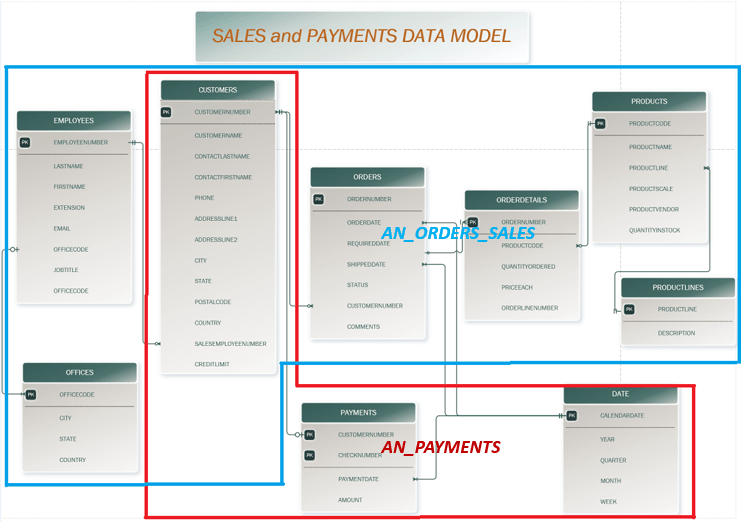 SALES and PAYMENTS DATA MODEL
CUSTOMERS
PK CUSTOMERNUMBER
CUSTOMERNAME
CONTACTLASTNAME
CONTACTFIRSTNAME
PHONE
ADDRESSLINE1
ADDRESSLINE2
CITY
STATE
POSTALCODE
COUNTRY
SALESEMPLOYEENUMBER
CREDITLIMIT
EMPLOYEES
PK EMPLOYEENUMBER
LASTNAME
FIRSTNAME
EXTENSION
EMAIL
OFFICECODE
JOBTITLE
OFFICECODE
OFFICES
PK OFFICECODE
CITY
STATE
COUNTRY
ORDERS
PK ORDERNUMBER
ORDERDATE
REQUIREDDATE
SHIPPEDDATE
STATUS
CUSTOMERNUMBER
COMMENTS
AN_ORDERS_SALES
ORDERDETAILS
PK ORDERNUMBER
PRODUCTCODE
QUANTITYORDERED
PRICEEACH
ORDERLINENUMBER
PRODUCTS
PK PRODUCTCODE
PRODUCTNAME
PRODUCTLINE
PRODUCTSCALE
PRODUCTVENDOR
QUANTITYINSTOCK
PRODUCTLINES
PK PRODUCTLINE
DESCRIPTION
PAYMENTS
PK CUSTOMERNUMBER
PK CHECKNUMBER
PAYMENTDATE
AMOUNT
AN_PAYMENTS
DATE
PK CALENDARDATE
YEAR
QUARTER
MONTH
WEEK